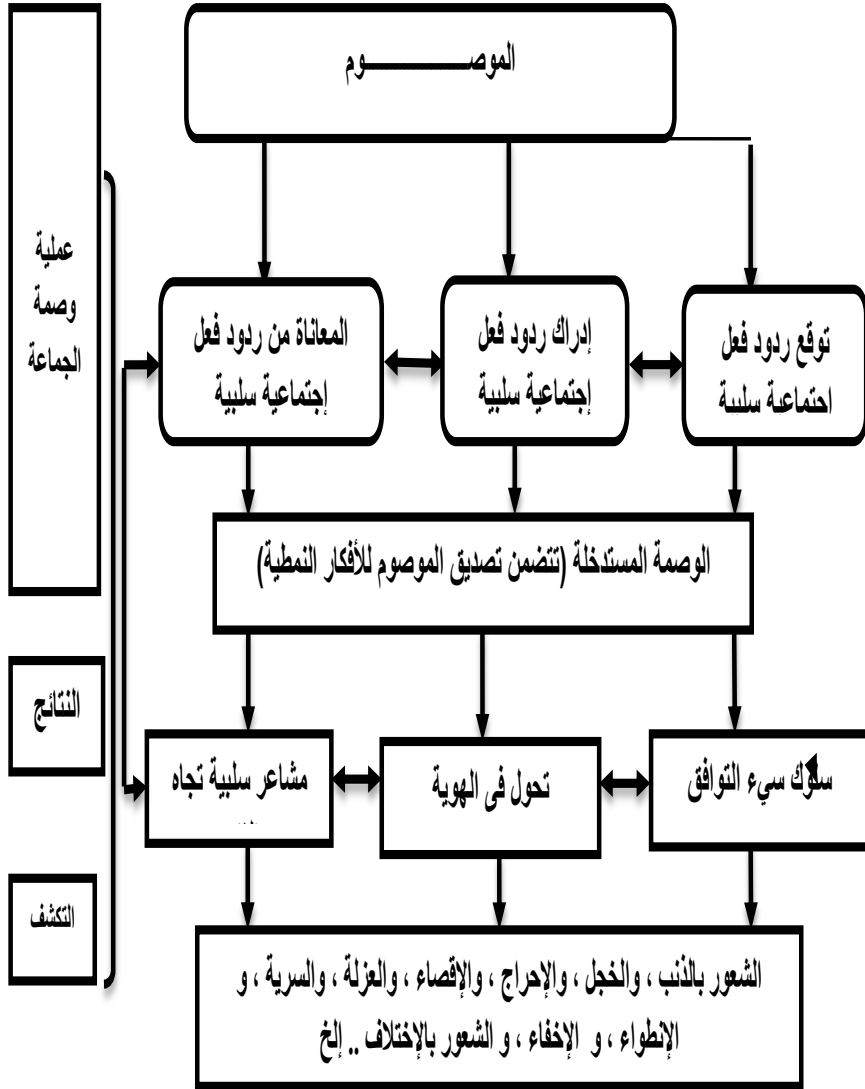 الموصـــــــــــوم
عملية
وصمة
الجماعة
توقع ردود فعل
اجتماعية سلبية
إدراك ردود فعل
إجتماعية سلبية
المعاناة من ردود فعل
إجتماعية سلبية
الوصمة المستدخلة (تتضمن تصديق الموصوم للأفكار النمطية)
النتائج
سلوك سيء التوافق
تحول فى الهوية
مشاعر سلبية تجاه
التكشف
الشعور بالذنب ، والخجل ، والإحراج ، والإقصاء ، والعزلة ، والسرية ، و
الإنطواء ، و الإخفاء ، و الشعور بالإختلاف .. إلخ